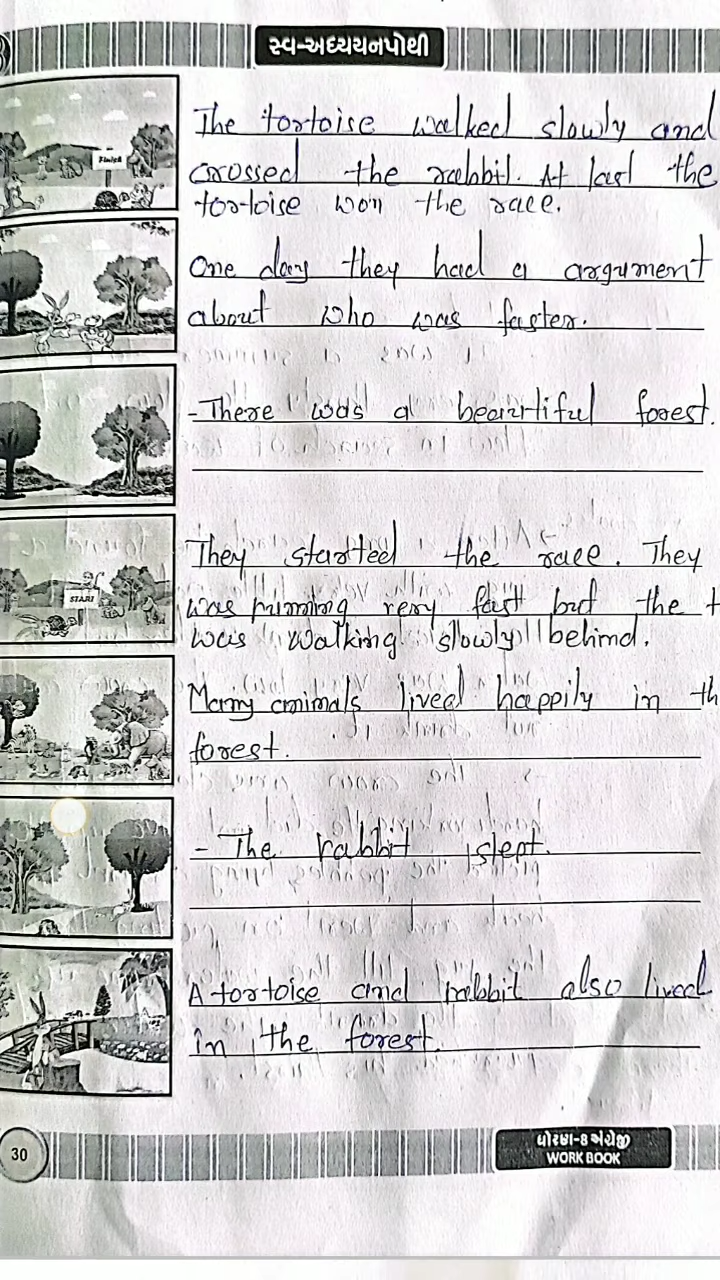 સ્વ-અધ્યયનપોથી
Finish
The tortoise walked slowly and
crossed the rabbit. At last the
tortoise won the race.
One day they had a argument
about who was faster.
- There was a beauitiful forest.
They started the race. They
START
was running very fast but the t
was walking slowly behind.
Many animals lived happily in th
forest.
- The rabbit slept.
A tortoise and rabbit also lived
in the forest.
30
ધોરણ-8 અંગ્રેજી
WORK BOOK